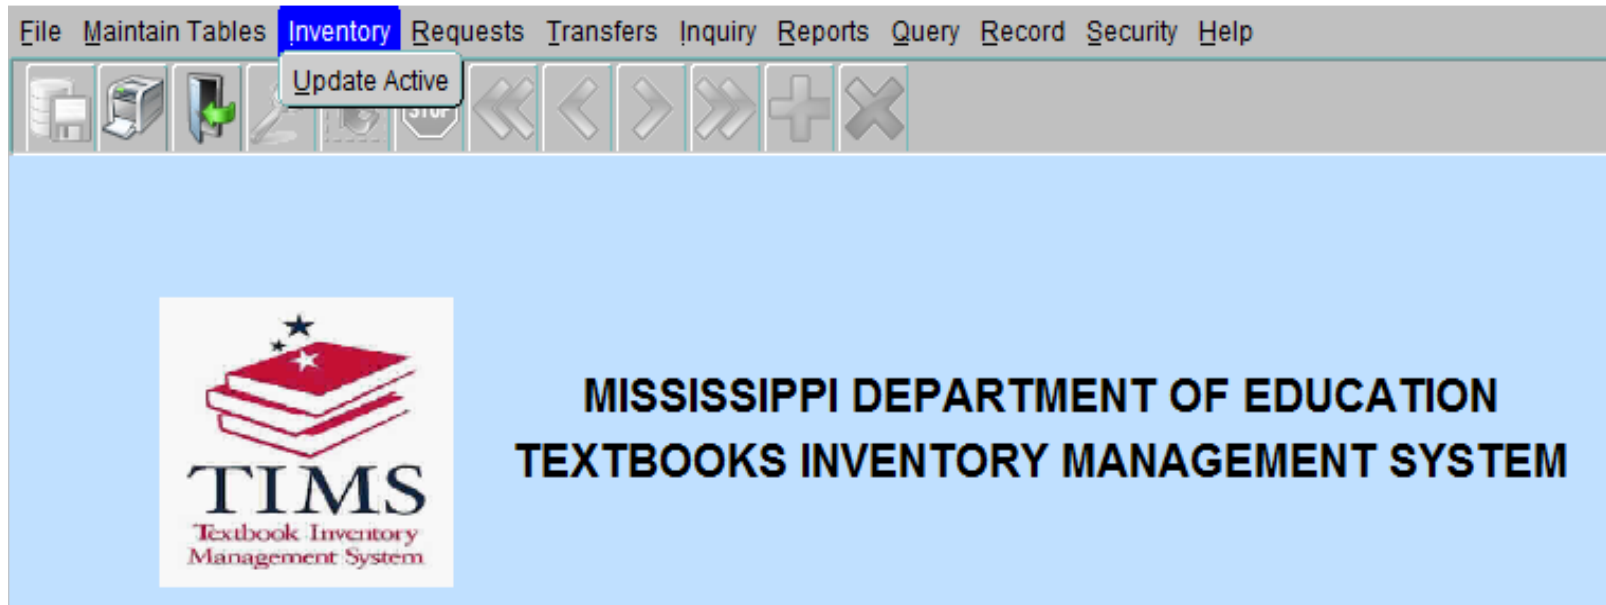 File Maintain Tables Inventory Requests Transfers Inquiry Reports Query Record Security Help
Update Active
STOP
MISSISSIPPI DEPARTMENT OF EDUCATION
TEXTBOOKS INVENTORY MANAGEMENT SYSTEM
TIMS
Textbook Inventory
Management System